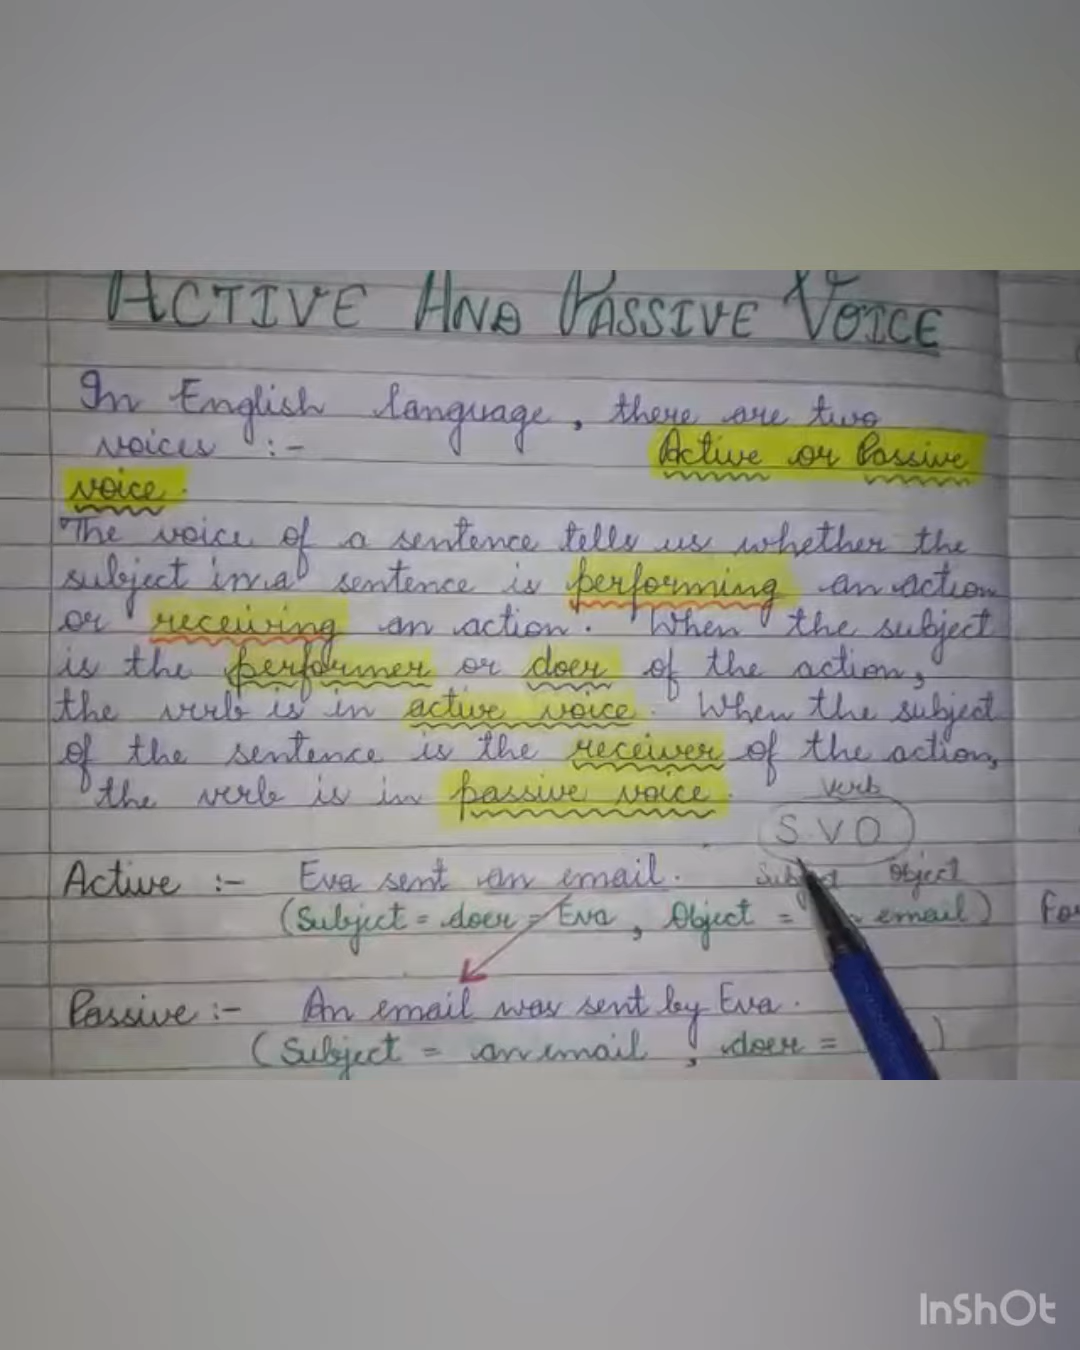 ACTIVE AND PASSIVE VOICE
In English language, there are two
voices :- Active or Passive
voice.
The voice of a sentence tells us whether the
subject in a sentence is performing an action
or receiving an action. When the subject
is the performer or doer of the action,
the verb is in active voice. When the subject
of the sentence is the receiver of the action,
the verb is in passive voice.
verb
S V O
Subject Object
Active :- Eva sent an email.
(Subject = doer = Eva, Object = email)
Passive :- An email was sent by Eva.
(Subject = an email, doer = )
InShOt